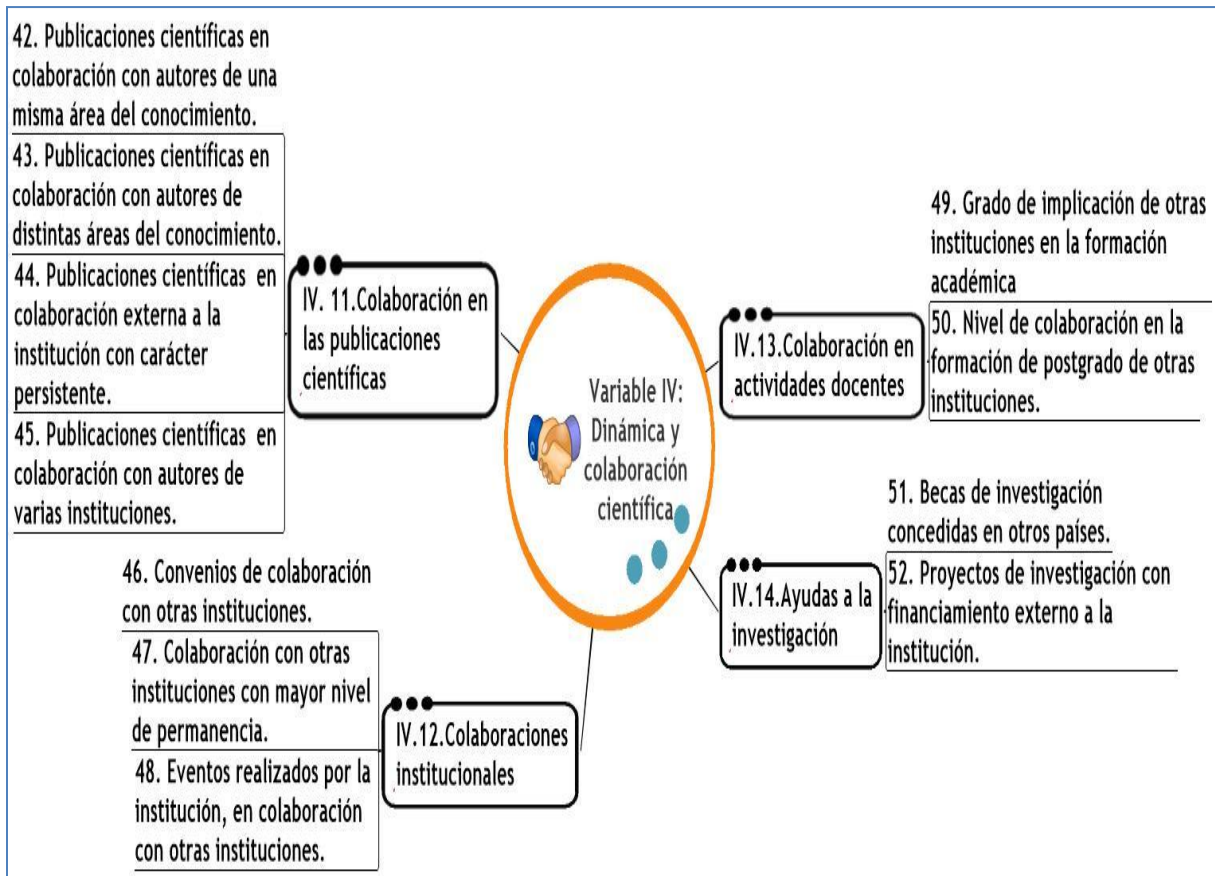 42. Publicaciones científicas en
colaboración con autores de una
misma área del conocimiento.
43. Publicaciones científicas en
colaboración con autores de
distintas áreas del conocimiento.
44. Publicaciones científicas en
colaboración externa a la
institución con carácter
persistente.
45. Publicaciones científicas en
colaboración con autores de
varias instituciones.
IV. 11.Colaboración en
las publicaciones
científicas
46. Convenios de colaboración
con otras instituciones.
47. Colaboración con otras
instituciones con mayor nivel
de permanencia.
48. Eventos realizados por la
institución, en colaboración
con otras instituciones.
IV.12.Colaboraciones
institucionales
Variable IV:
Dinámica y
colaboración
científica
IV.13.Colaboración en
actividades docentes
49. Grado de implicación de otras
instituciones en la formación
académica
50. Nivel de colaboración en la
formación de postgrado de otras
instituciones.
IV.14.Ayudas a la
investigación
51. Becas de investigación
concedidas en otros países.
52. Proyectos de investigación con
financiamiento externo a la
institución.